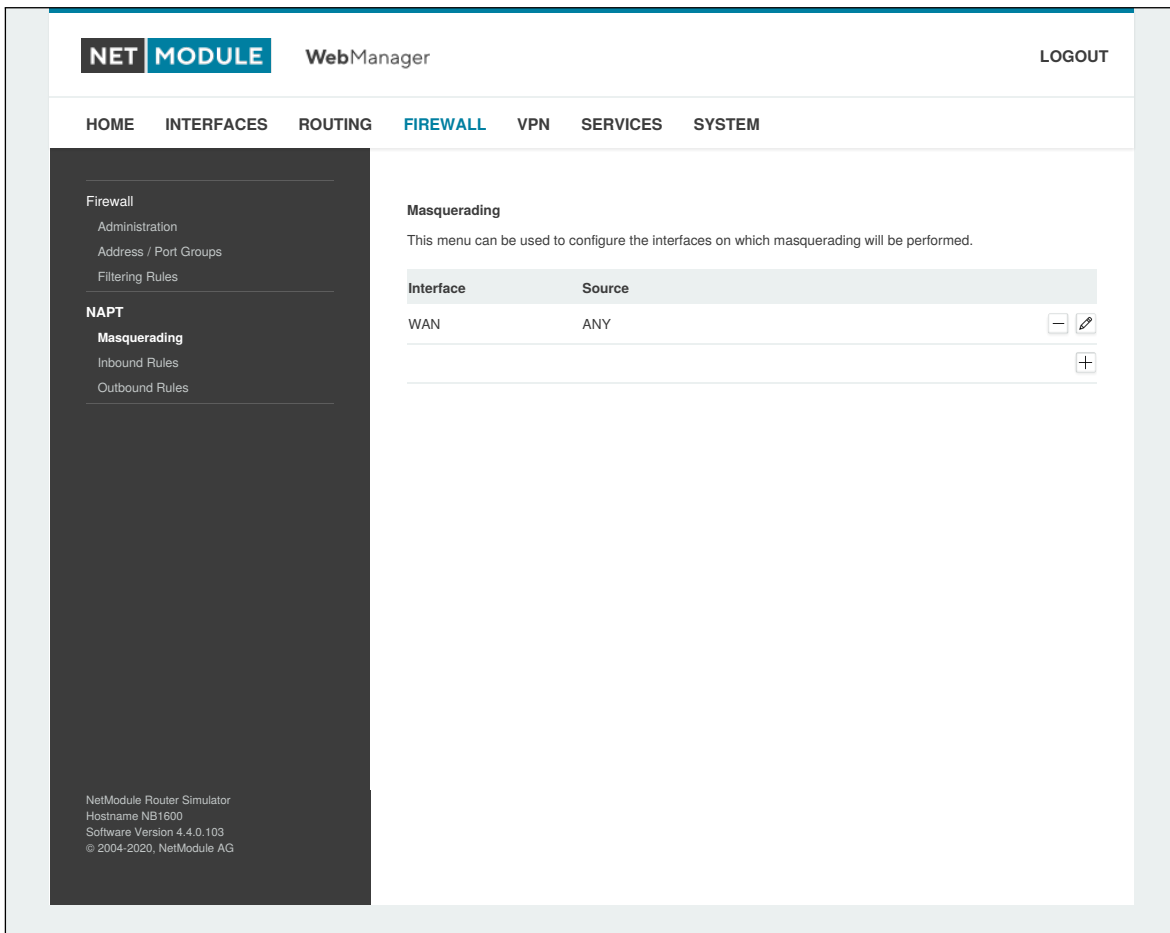 NET MODULE WebManager LOGOUT
HOME INTERFACES ROUTING FIREWALL VPN SERVICES SYSTEM
Firewall
Administration
Address / Port Groups
Filtering Rules
NAPT
Masquerading
Inbound Rules
Outbound Rules
NetModule Router Simulator
Hostname NB1600
Software Version 4.4.0.103
© 2004-2020, NetModule AG
Masquerading
This menu can be used to configure the interfaces on which masquerading will be performed.
Interface Source
WAN ANY